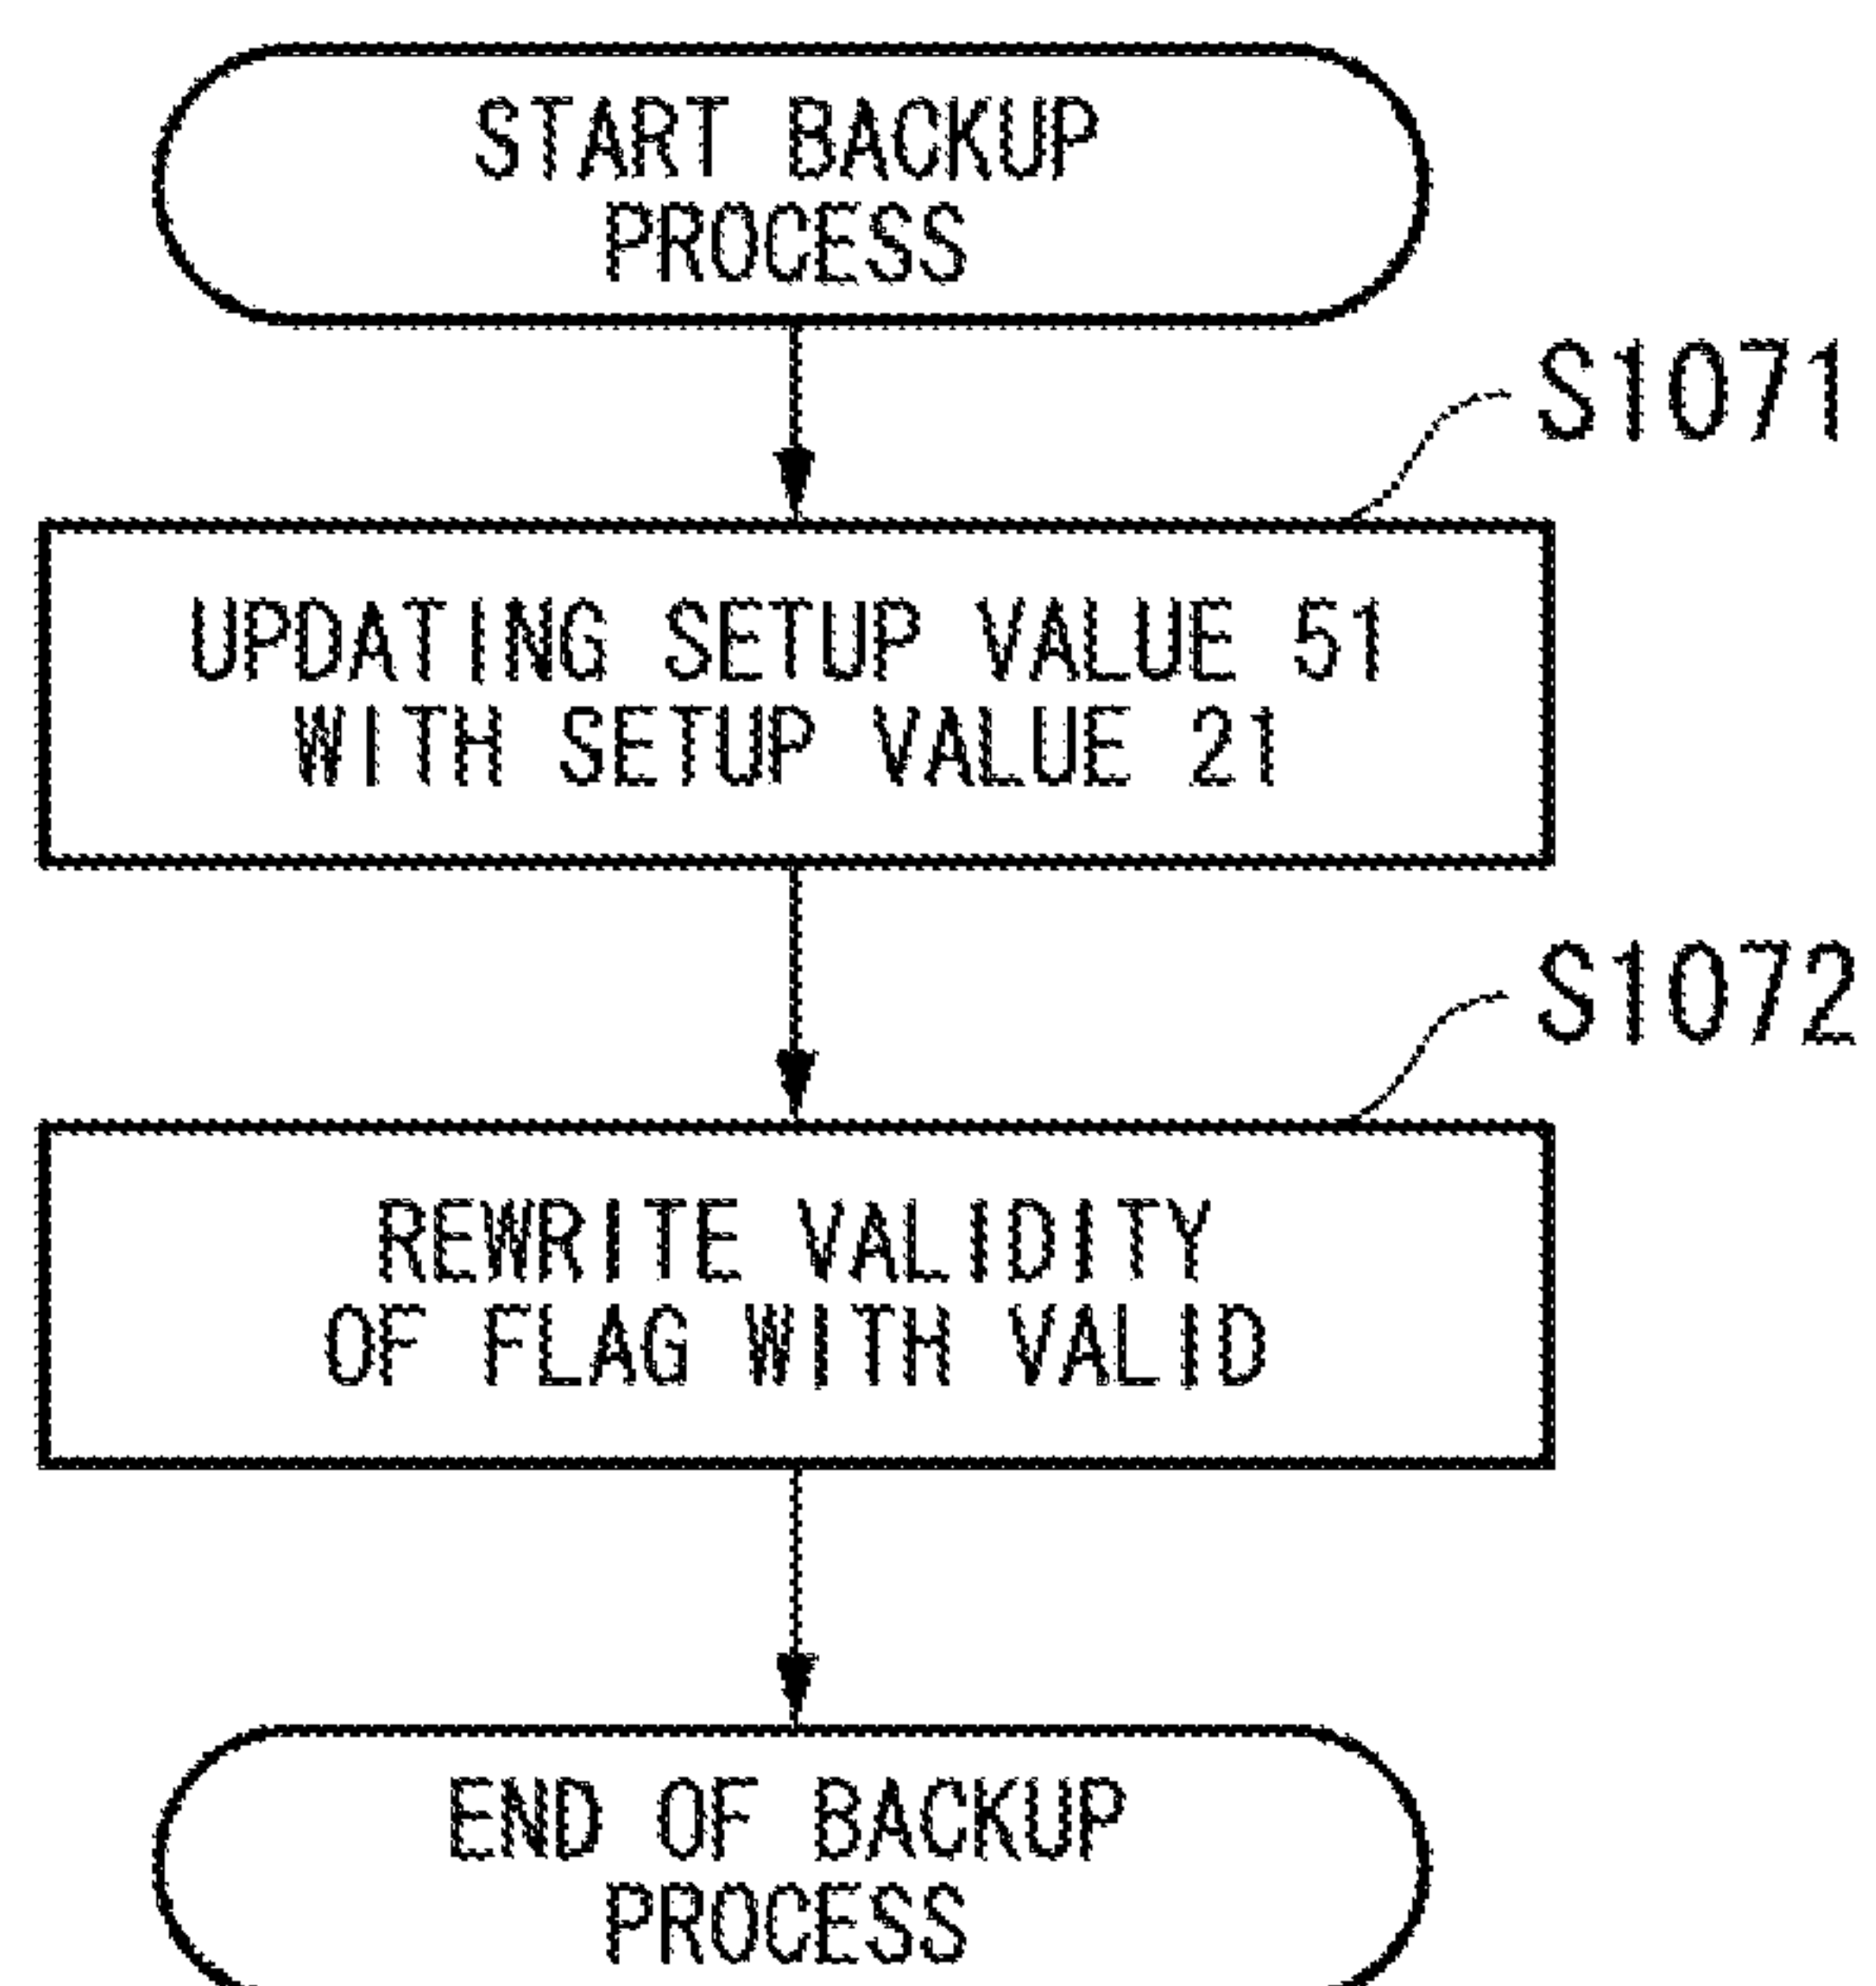 START BACKUP
PROCESS
S1071
UPDATING SETUP VALUE 51
WITH SETUP VALUE 21
S1072
REWRITE VALIDITY
OF FLAG WITH VALID
END OF BACKUP
PROCESS